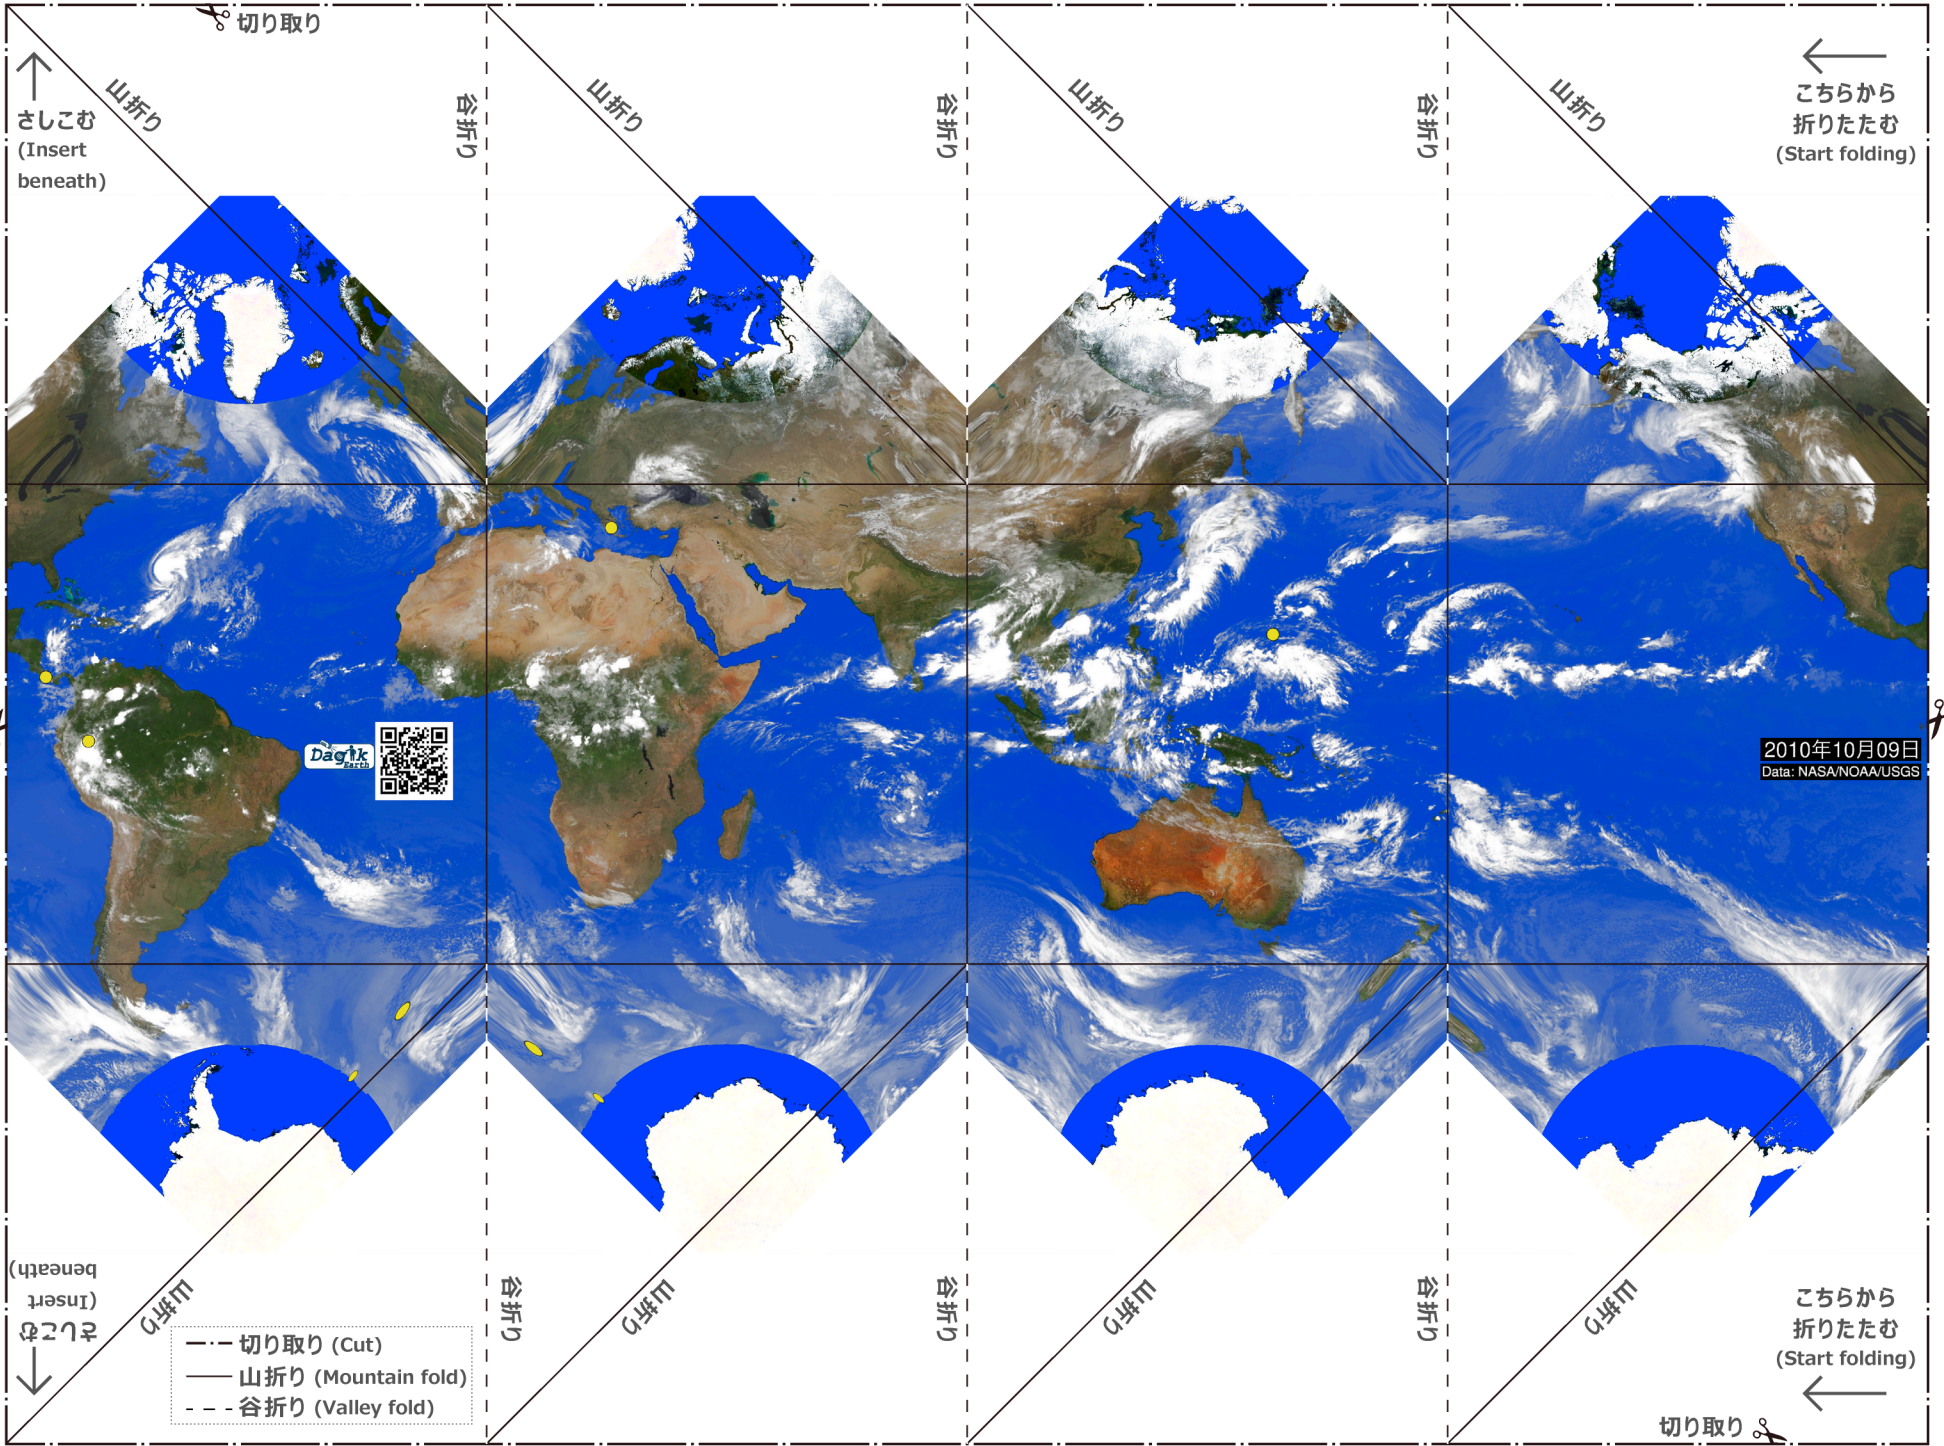 切り取り
さしこむ
(Insert
beneath)
山折り
谷折り
山折り
谷折り
山折り
谷折り
山折り
こちらから
折りたたむ
(Start folding)
Dagik
Earth
2010年10月09日
Data: NASA/NOAA/USGS
さしこむ
(Insert
beneath)
山折り
谷折り
山折り
谷折り
山折り
谷折り
山折り
こちらから
折りたたむ
(Start folding)
切り取り (Cut)
山折り (Mountain fold)
谷折り (Valley fold)
切り取り